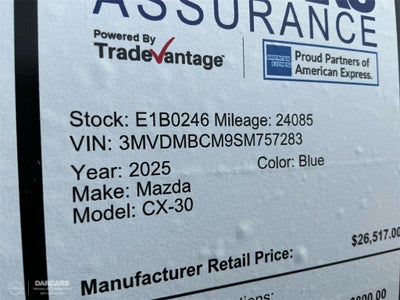 ASSURANCE
Powered By
TradeVantage
AMERICAN EXPRESS
Proud Partners of
American Express.
Stock: E1B0246 Mileage: 24085
VIN: 3MVDMBCM9SM757283
Year: 2025 Color: Blue
Make: Mazda
Model: CX-30
Manufacturer Retail Price: $26,517.00
DARCARS